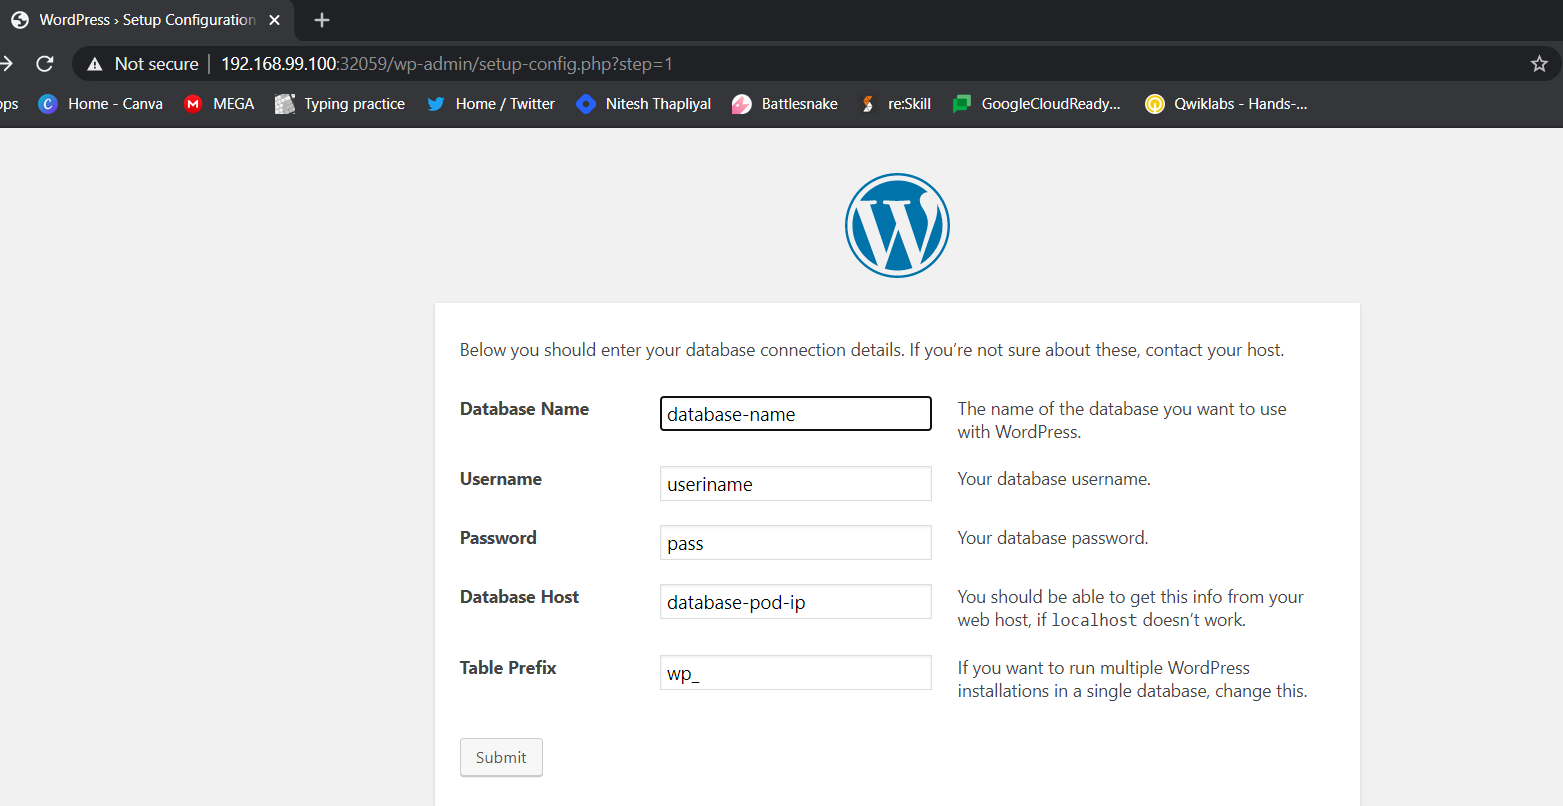 WordPress › Setup Configuration
Not secure | 192.168.99.100:32059/wp-admin/setup-config.php?step=1
ops Home - Canva MEGA Typing practice Home / Twitter Nitesh Thapliyal Battlesnake re:Skill GoogleCloudReady... Qwiklabs - Hands-...
Below you should enter your database connection details. If you’re not sure about these, contact your host.
Database Name
database-name
The name of the database you want to use
with WordPress.
Username
useriname
Your database username.
Password
pass
Your database password.
Database Host
database-pod-ip
You should be able to get this info from your
web host, if localhost doesn’t work.
Table Prefix
wp_
If you want to run multiple WordPress
installations in a single database, change this.
Submit